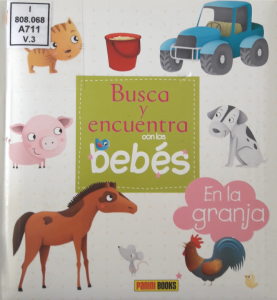 I
808.068
A711
V.3
Busca
y
encuentra
con los
bebés
En la
granja
PANINI BOOKS